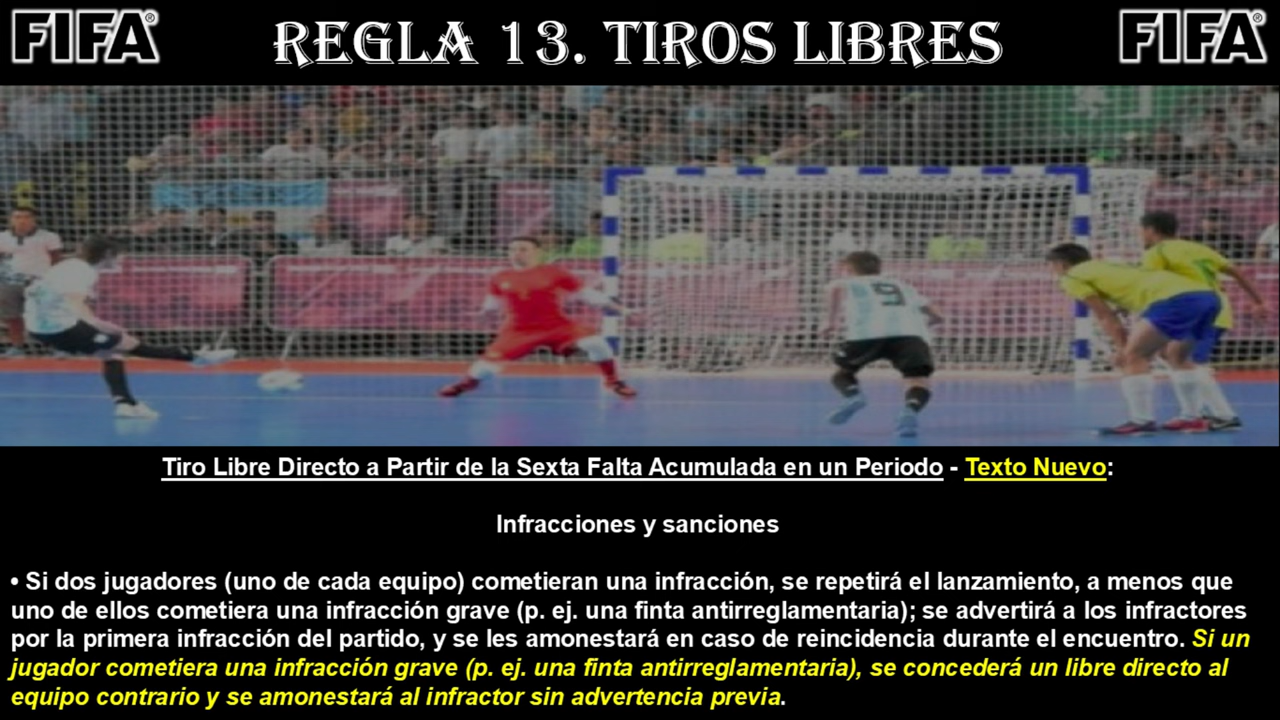 FIFA®
REGLA 13. TIROS LIBRES
FIFA®
9
Tiro Libre Directo a Partir de la Sexta Falta Acumulada en un Periodo - Texto Nuevo:
Infracciones y sanciones
• Si dos jugadores (uno de cada equipo) cometieran una infracción, se repetirá el lanzamiento, a menos que
uno de ellos cometiera una infracción grave (p. ej. una finta antirreglamentaria); se advertirá a los infractores
por la primera infracción del partido, y se les amonestará en caso de reincidencia durante el encuentro. Si un
jugador cometiera una infracción grave (p. ej. una finta antirreglamentaria), se concederá un libre directo al
equipo contrario y se amonestará al infractor sin advertencia previa.